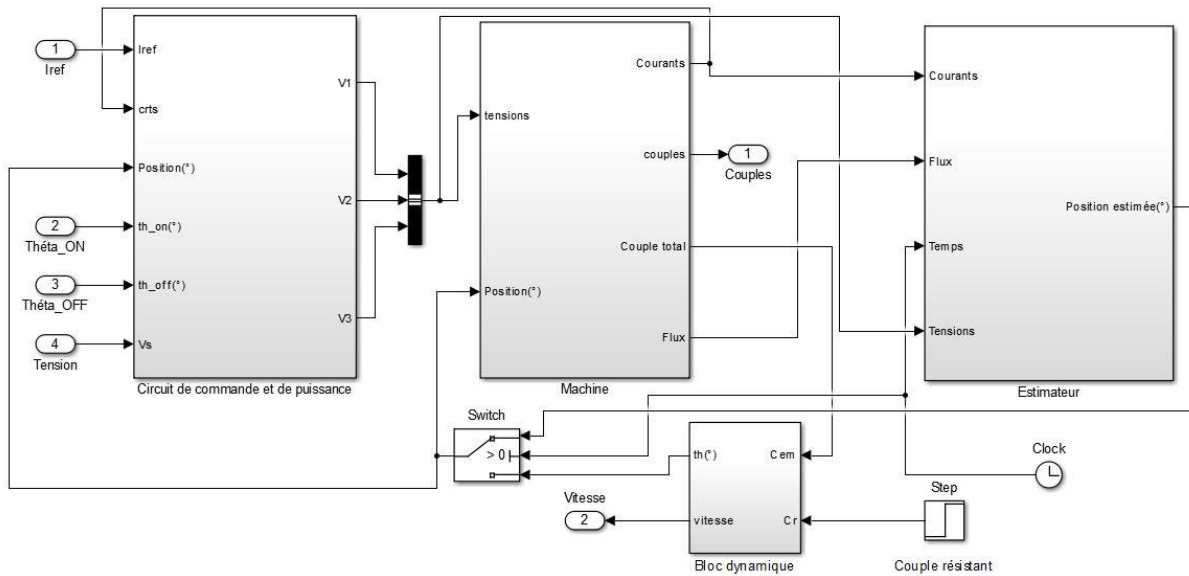 1
Iref
2
Théta_ON
3
Théta_OFF
4
Tension
Iref
crts
Position(°)
th_on(°)
th_off(°)
Vs
V1
V2
V3
Circuit de commande et de puissance
tensions
Position(°)
Courants
couples
Couple total
Flux
Machine
1
Couples
Courants
Flux
Temps
Tensions
Position estimée(°)
Estimateur
Switch
> 0
th(°)
vitesse
Cem
Cr
Bloc dynamique
Vitesse
2
Clock
Step
Couple résistant